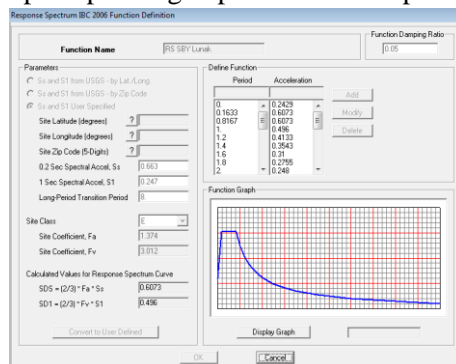 Response Spectrum IBC 2006 Function Definition
Function Damping Ratio
Function Name
RS SBY Lunak
0.05
Parameters
Ss and S1 from USGS - by Lat./Long.
Ss and S1 from USGS - by Zip Code
Ss and S1 User Specified
Site Latitude (degrees) ?
Site Longitude (degrees) ?
Site Zip Code (5-Digits) ?
0.2 Sec Spectral Accel, Ss 0.663
1 Sec Spectral Accel, S1 0.247
Long-Period Transition Period 8.
Site Class E
Site Coefficient, Fa 1.374
Site Coefficient, Fv 3.012
Calculated Values for Response Spectrum Curve
SDS = (2/3) * Fa * Ss 0.6073
SD1 = (2/3) * Fv * S1 0.496
Convert to User Defined
Define Function
Period Acceleration
0. 0.2429
0.1633 0.6073
0.8167 0.6073
1. 0.496
1.2 0.4133
1.4 0.3543
1.6 0.31
1.8 0.2755
2. 0.248
Add
Modify
Delete
Function Graph
Display Graph
OK
Cancel